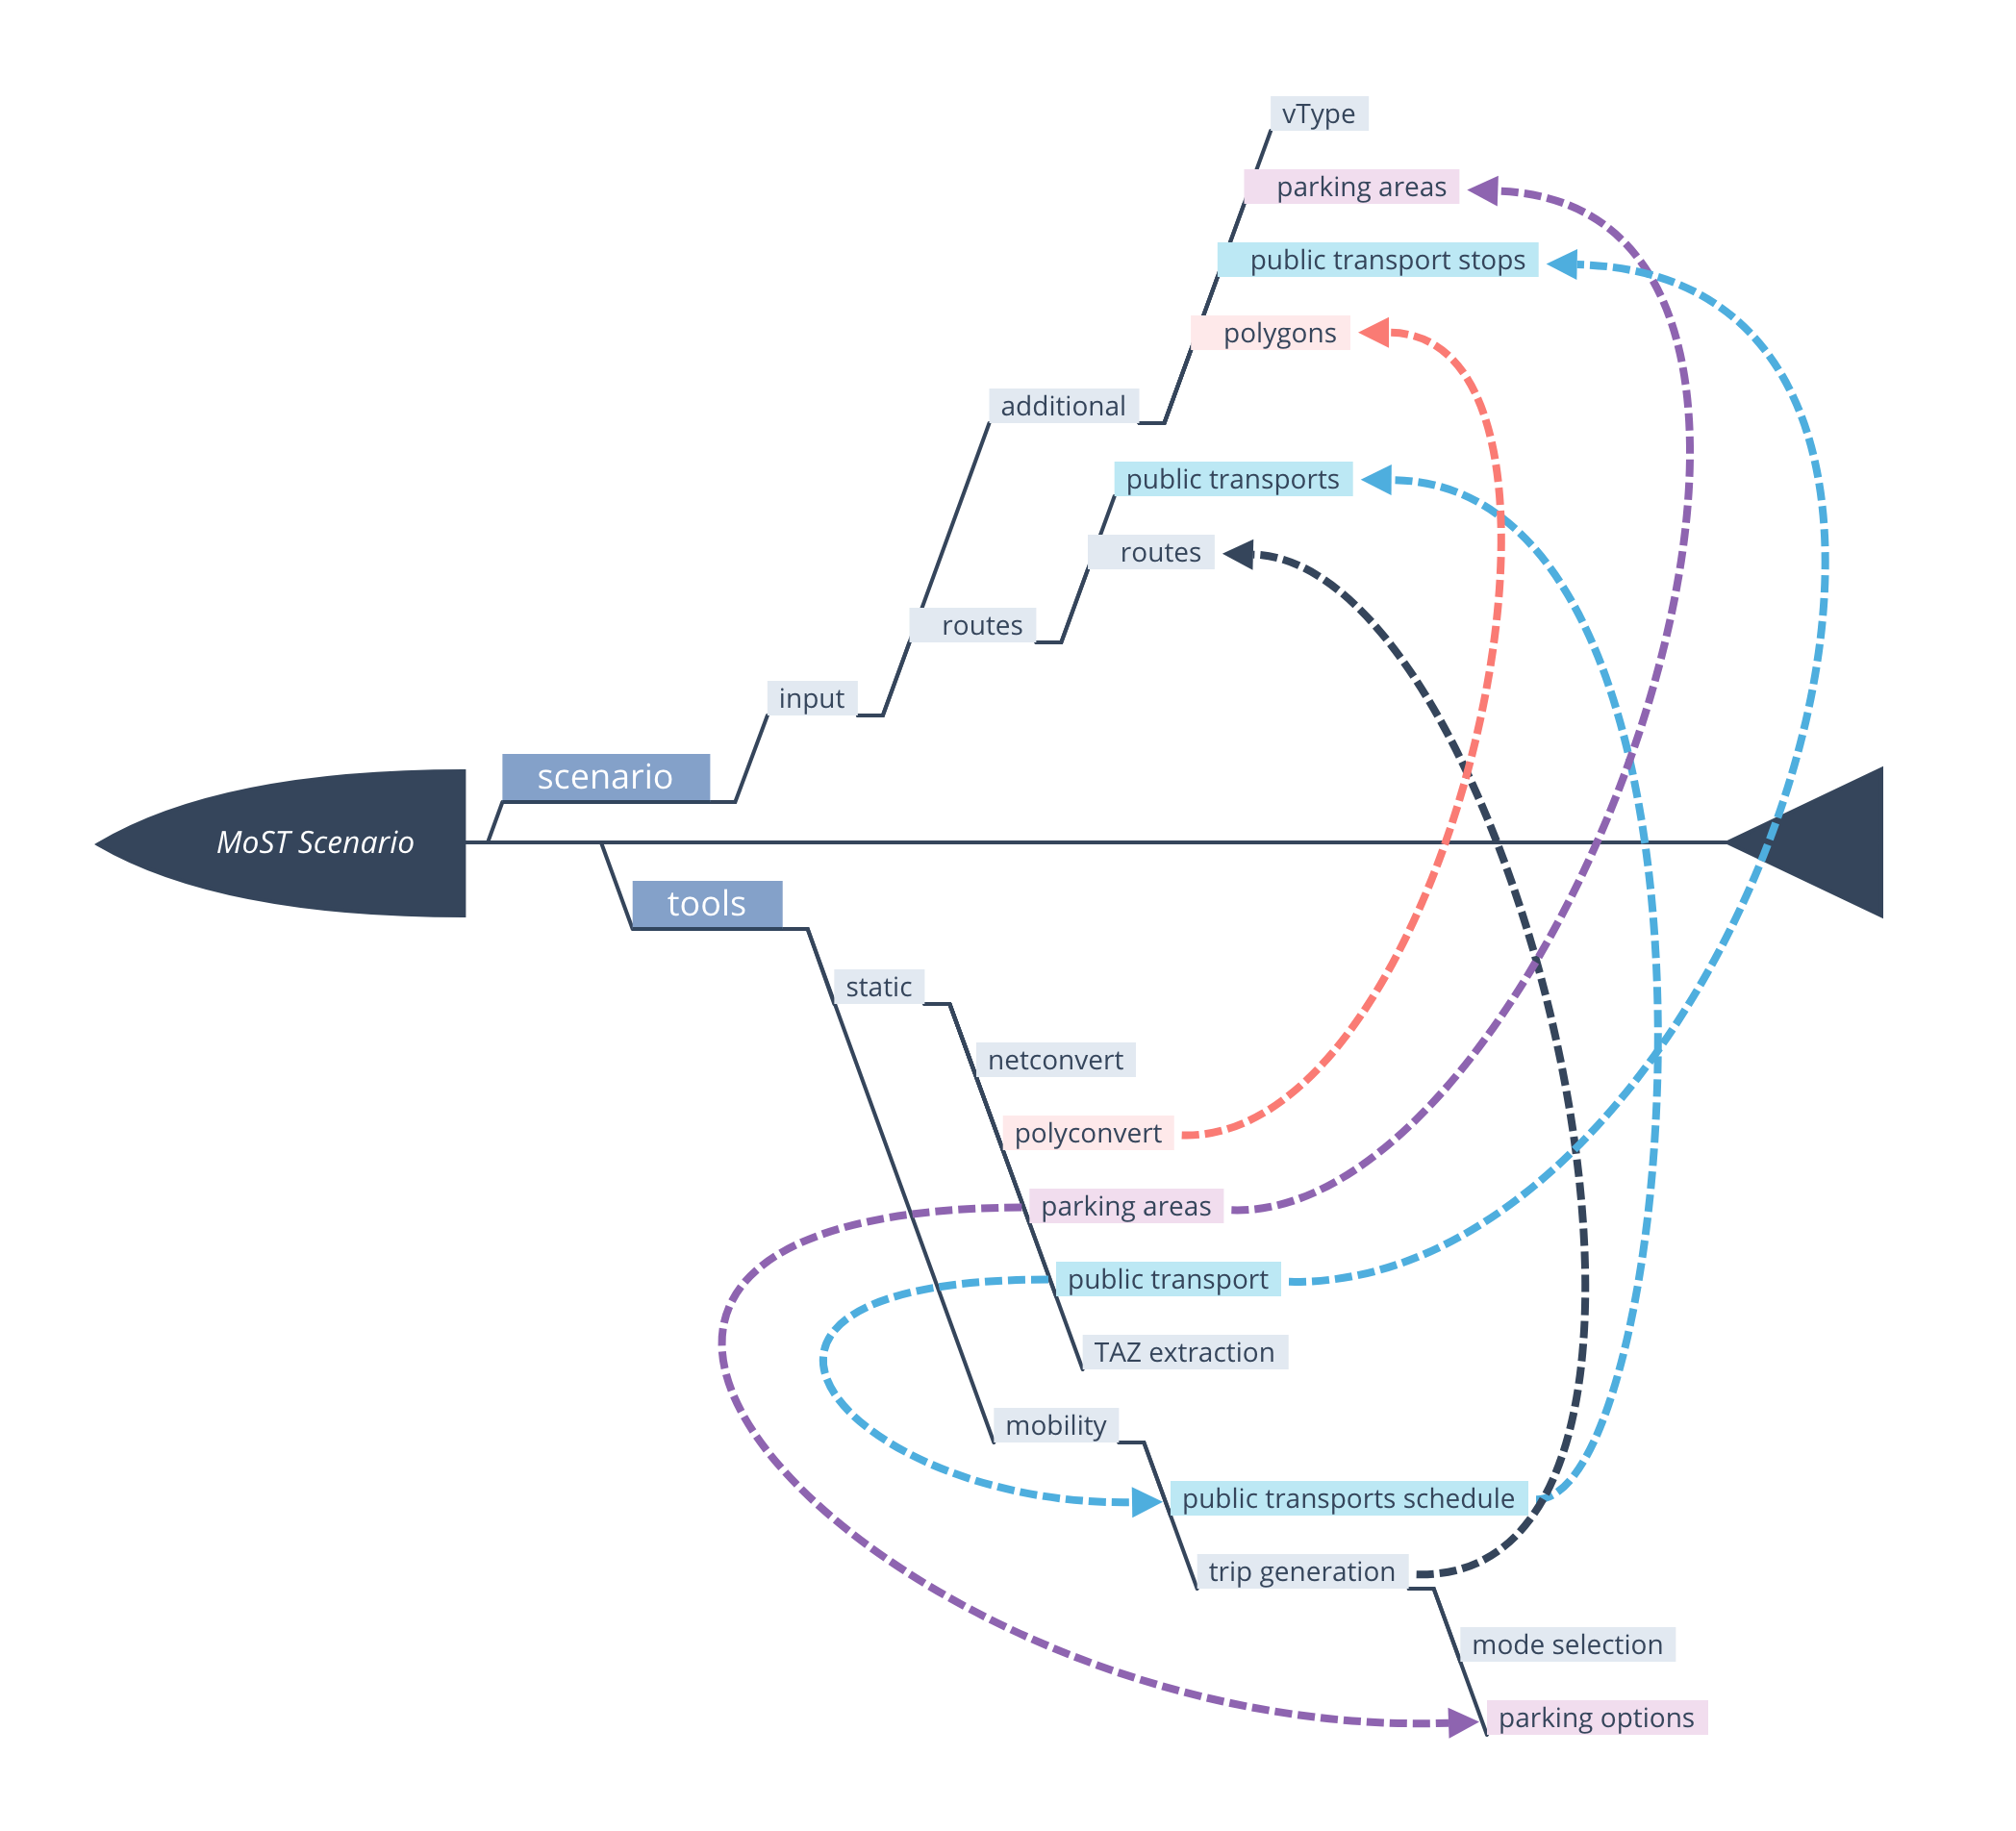 vType
parking areas
public transport stops
polygons
additional
public transports
routes
routes
input
scenario
MoST Scenario
tools
static
netconvert
polyconvert
parking areas
public transport
TAZ extraction
mobility
public transports schedule
trip generation
mode selection
parking options